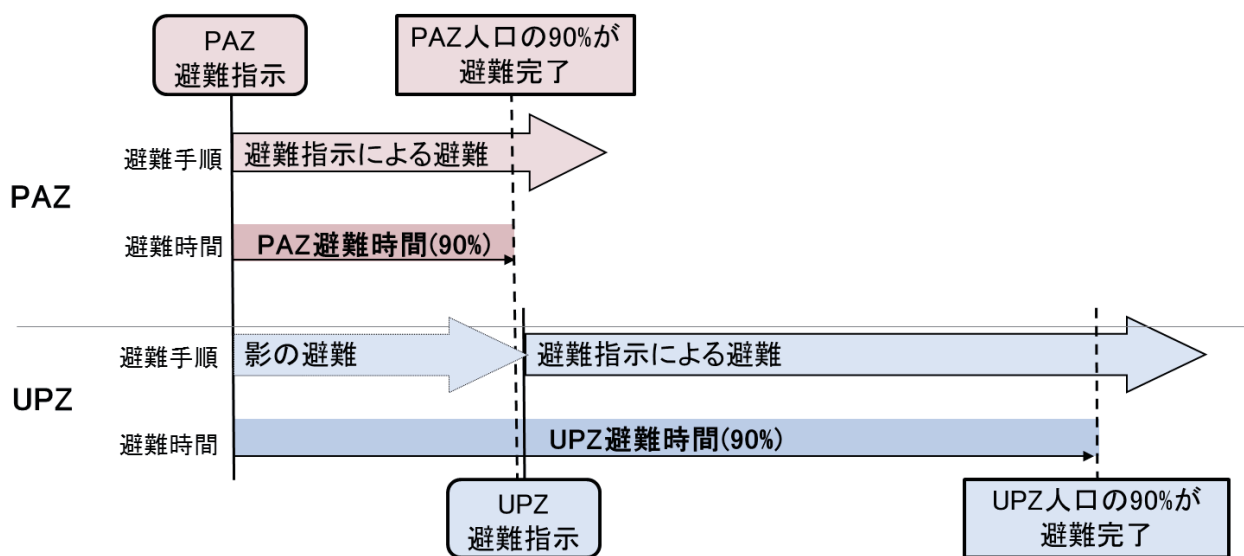 PAZ
避難指示
PAZ人口の90%が
避難完了
避難手順
避難指示による避難
PAZ
避難時間
PAZ避難時間(90%)
避難手順
影の避難
避難指示による避難
UPZ
避難時間
UPZ避難時間(90%)
UPZ
避難指示
UPZ人口の90%が
避難完了